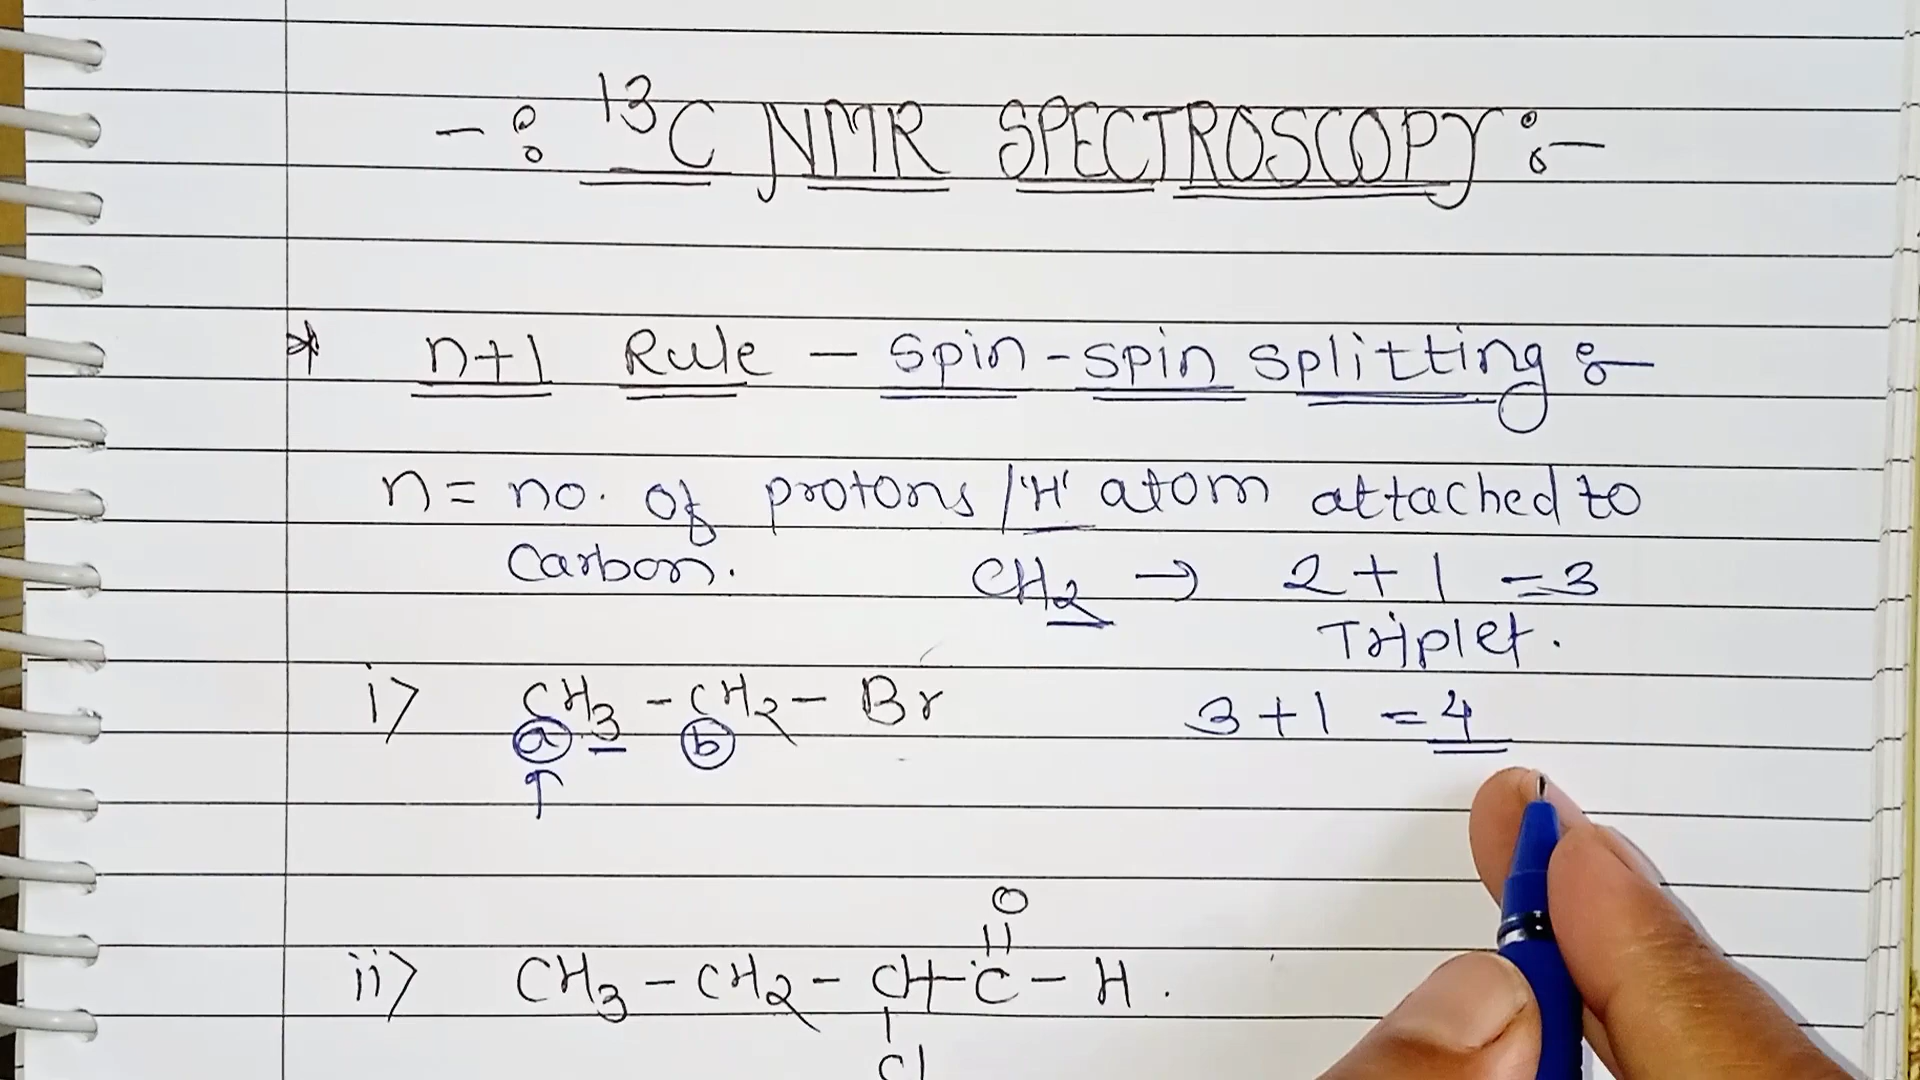 -: ¹³C NMR SPECTROSCOPY :-
* n+1 Rule - Spin-spin splitting :-
n = no. of protons / 'H' atom attached to
Carbon. CH₂ → 2 + 1 = 3
Triplet.
i> CH₃ - CH₂ - Br 3 + 1 = 4
a b
↑
O
||
ii> CH₃ - CH₂ - CH - C - H .
|
Cl